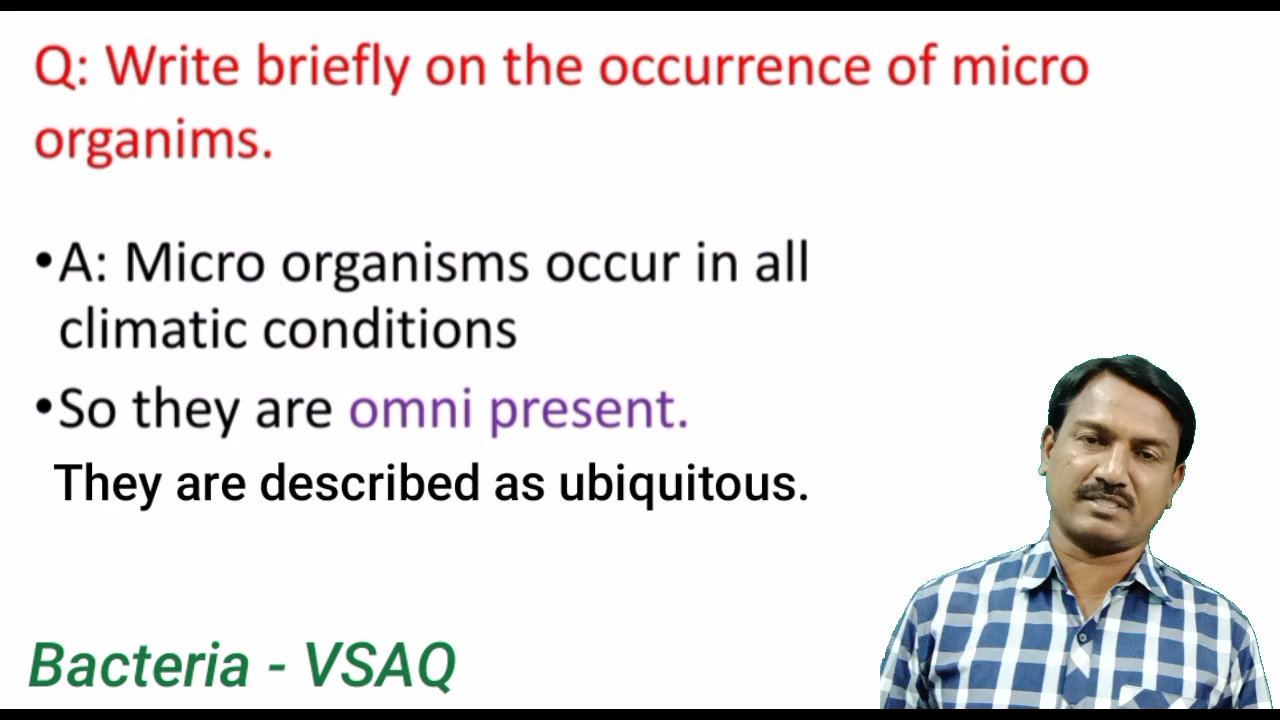 Q: Write briefly on the occurrence of micro
organims.
•A: Micro organisms occur in all
climatic conditions
•So they are omni present.
They are described as ubiquitous.
Bacteria - VSAQ